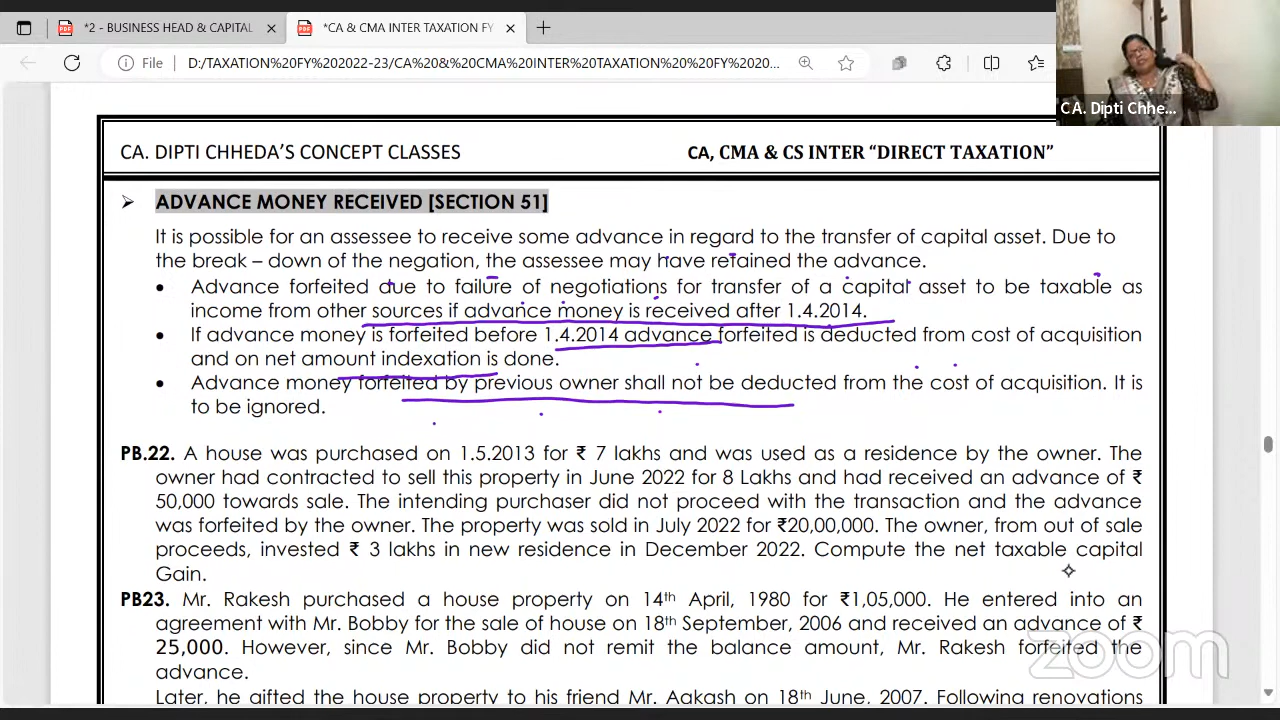 *2 - BUSINESS HEAD & CAPITAL
*CA & CMA INTER TAXATION FY
File
D:/TAXATION%20FY%202022-23/CA%20&%20CMA%20INTER%20TAXATION%20%20FY%2020...
CA. Dipti Chhe...
CA. DIPTI CHHEDA'S CONCEPT CLASSES CA, CMA & CS INTER “DIRECT TAXATION”
➢ ADVANCE MONEY RECEIVED [SECTION 51]
It is possible for an assessee to receive some advance in regard to the transfer of capital asset. Due to
the break – down of the negation, the assessee may have retained the advance.
• Advance forfeited due to failure of negotiations for transfer of a capital asset to be taxable as
income from other sources if advance money is received after 1.4.2014.
• If advance money is forfeited before 1.4.2014 advance forfeited is deducted from cost of acquisition
and on net amount indexation is done.
• Advance money forfeited by previous owner shall not be deducted from the cost of acquisition. It is
to be ignored.
PB.22. A house was purchased on 1.5.2013 for ₹ 7 lakhs and was used as a residence by the owner. The
owner had contracted to sell this property in June 2022 for 8 Lakhs and had received an advance of ₹
50,000 towards sale. The intending purchaser did not proceed with the transaction and the advance
was forfeited by the owner. The property was sold in July 2022 for ₹20,00,000. The owner, from out of sale
proceeds, invested ₹ 3 lakhs in new residence in December 2022. Compute the net taxable capital
Gain.
PB23. Mr. Rakesh purchased a house property on 14th April, 1980 for ₹1,05,000. He entered into an
agreement with Mr. Bobby for the sale of house on 18th September, 2006 and received an advance of ₹
25,000. However, since Mr. Bobby did not remit the balance amount, Mr. Rakesh forfeited the
advance.
Later, he gifted the house property to his friend Mr. Aakash on 18th June, 2007. Following renovations
zoom